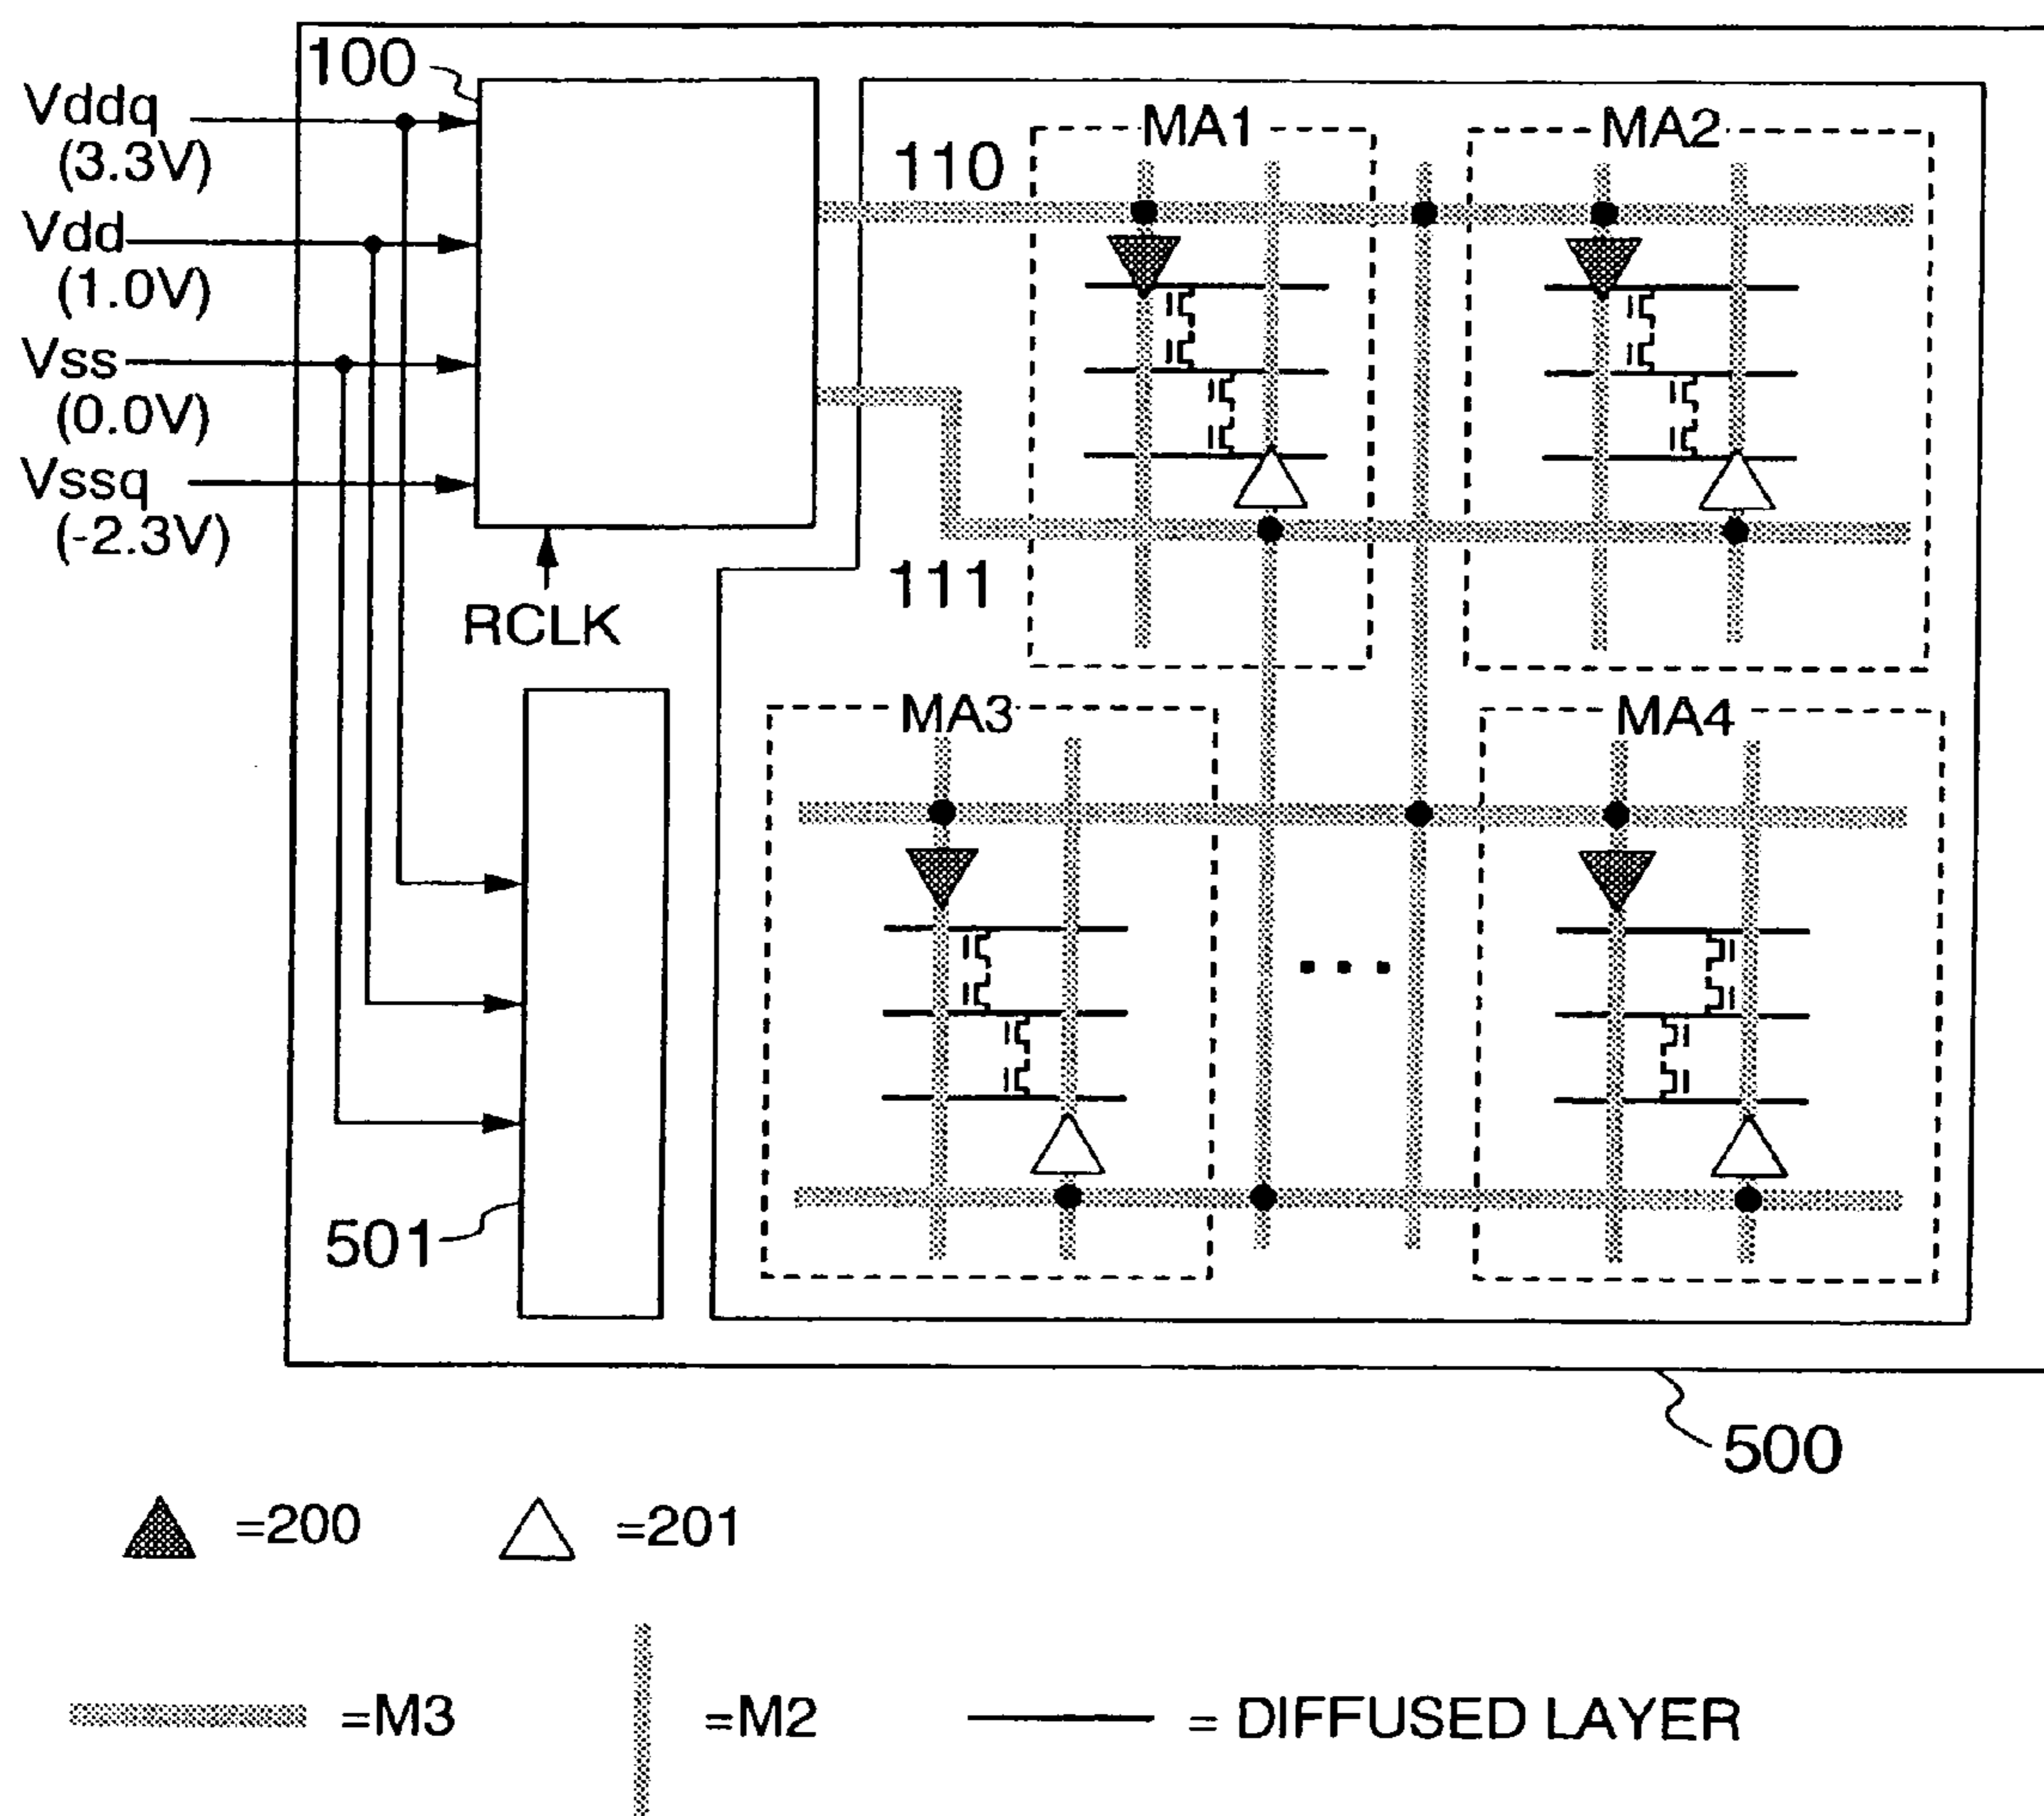 100
Vddq
(3.3V)
Vdd
(1.0V)
Vss
(0.0V)
Vssq
(-2.3V)
RCLK
110
111
MA1
MA2
MA3
MA4
...
501
500
=200
=201
=M3
=M2
= DIFFUSED LAYER